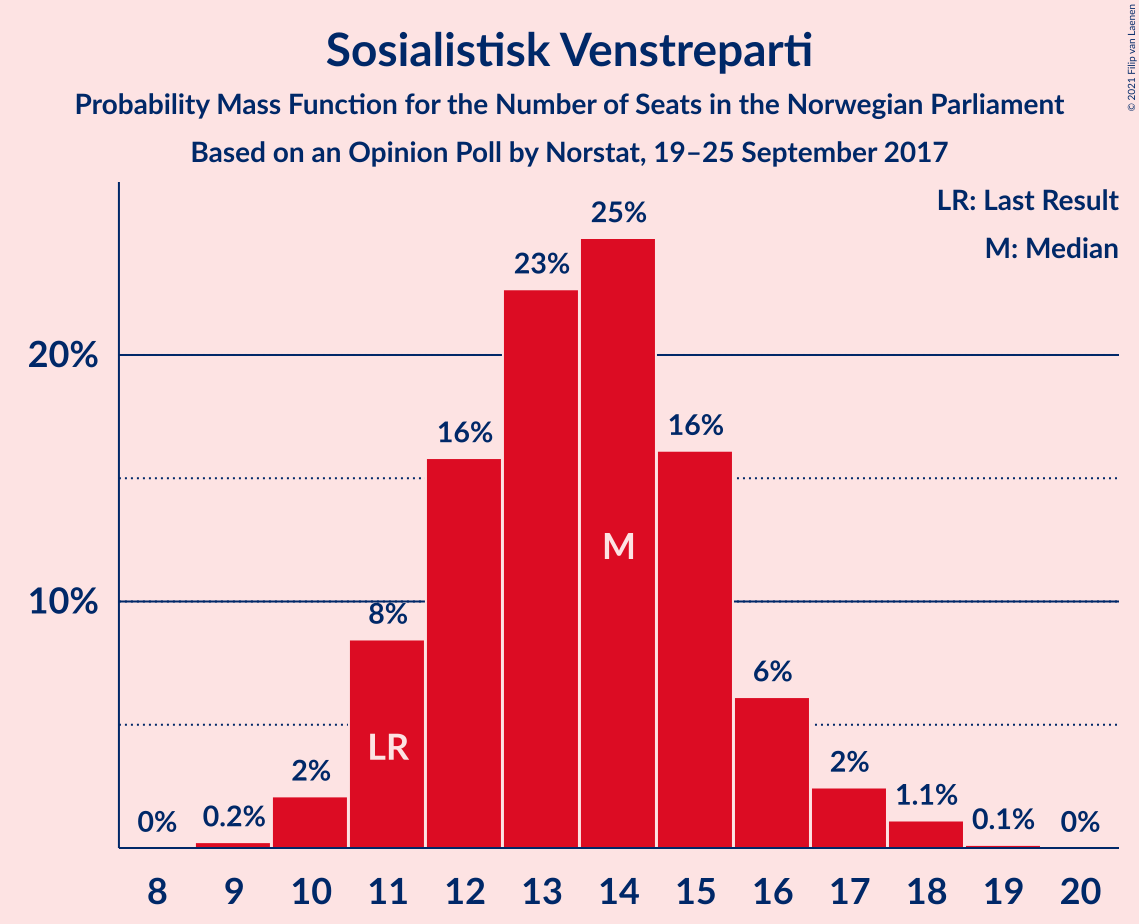 Sosialistisk Venstreparti
Probability Mass Function for the Number of Seats in the Norwegian Parliament
Based on an Opinion Poll by Norstat, 19–25 September 2017
© 2021 Filip van Laenen
LR: Last Result
M: Median
25%
23%
20%
16%
16%
M
10%
8%
6%
LR
2%
2%
1.1%
0%
0.2%
0.1%
0%
8 9 10 11 12 13 14 15 16 17 18 19 20